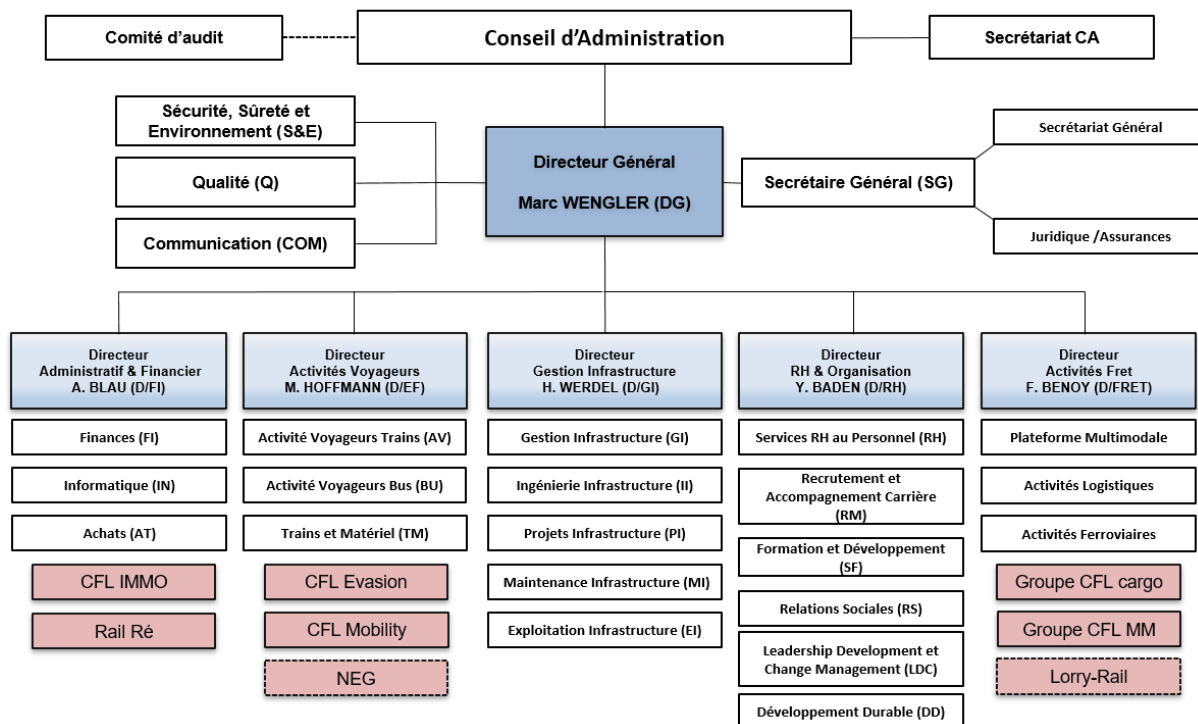 Comité d'audit
Conseil d'Administration
Secrétariat CA
Sécurité, Sûreté et
Environnement (S&E)
Qualité (Q)
Communication (COM)
Directeur Général
Marc WENGLER (DG)
Secrétaire Général (SG)
Secrétariat Général
Juridique /Assurances
Directeur
Administratif & Financier
A. BLAU (D/FI)
Finances (FI)
Informatique (IN)
Achats (AT)
CFL IMMO
Rail Ré
Directeur
Activités Voyageurs
M. HOFFMANN (D/EF)
Activité Voyageurs Trains (AV)
Activité Voyageurs Bus (BU)
Trains et Matériel (TM)
CFL Evasion
CFL Mobility
NEG
Directeur
Gestion Infrastructure
H. WERDEL (D/GI)
Gestion Infrastructure (GI)
Ingénierie Infrastructure (II)
Projets Infrastructure (PI)
Maintenance Infrastructure (MI)
Exploitation Infrastructure (EI)
Directeur
RH & Organisation
Y. BADEN (D/RH)
Services RH au Personnel (RH)
Recrutement et
Accompagnement Carrière
(RM)
Formation et Développement
(SF)
Relations Sociales (RS)
Leadership Development et
Change Management (LDC)
Développement Durable (DD)
Directeur
Activités Fret
F. BENOY (D/FRET)
Plateforme Multimodale
Activités Logistiques
Activités Ferroviaires
Groupe CFL cargo
Groupe CFL MM
Lorry-Rail